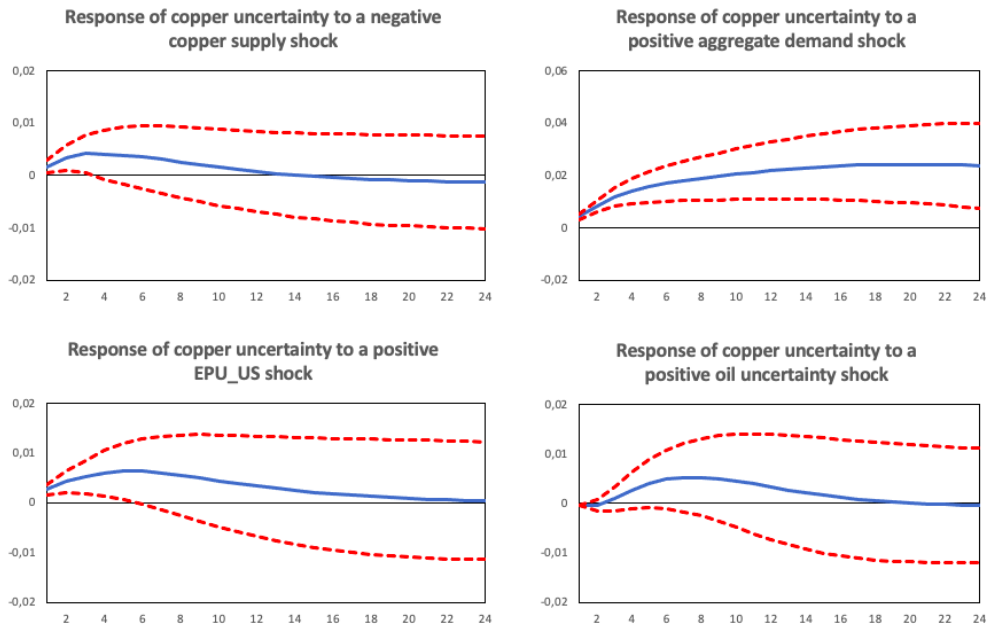 Response of copper uncertainty to a negative
copper supply shock
0,02
0,01
0
-0,01
-0,02
2 4 6 8 10 12 14 16 18 20 22 24
Response of copper uncertainty to a
positive aggregate demand shock
0,06
0,04
0,02
0
-0,02
2 4 6 8 10 12 14 16 18 20 22 24
Response of copper uncertainty to a positive
EPU_US shock
0,02
0,01
0
-0,01
-0,02
2 4 6 8 10 12 14 16 18 20 22 24
Response of copper uncertainty to a
positive oil uncertainty shock
0,02
0,01
0
-0,01
-0,02
2 4 6 8 10 12 14 16 18 20 22 24